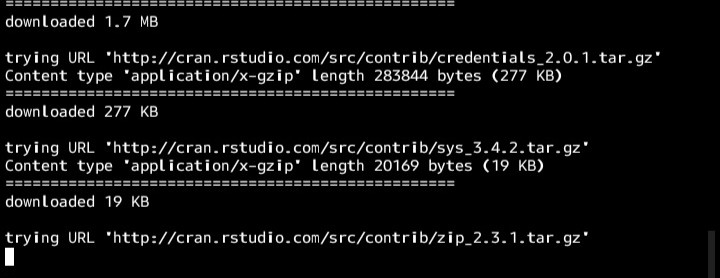 ==================================================
downloaded 1.7 MB
trying URL 'http://cran.rstudio.com/src/contrib/credentials_2.0.1.tar.gz'
Content type 'application/x-gzip' length 283844 bytes (277 KB)
==================================================
downloaded 277 KB
trying URL 'http://cran.rstudio.com/src/contrib/sys_3.4.2.tar.gz'
Content type 'application/x-gzip' length 20169 bytes (19 KB)
==================================================
downloaded 19 KB
trying URL 'http://cran.rstudio.com/src/contrib/zip_2.3.1.tar.gz'